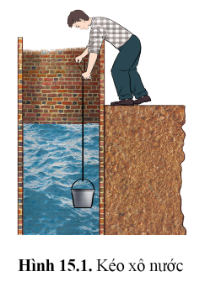 Hình 15.1. Kéo xô nước